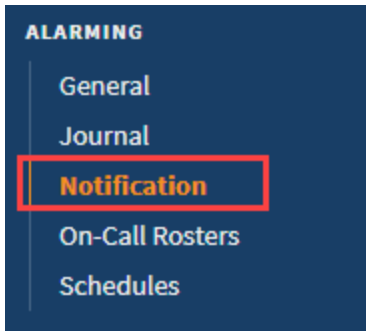 ALARMING
General
Journal
Notification
On-Call Rosters
Schedules